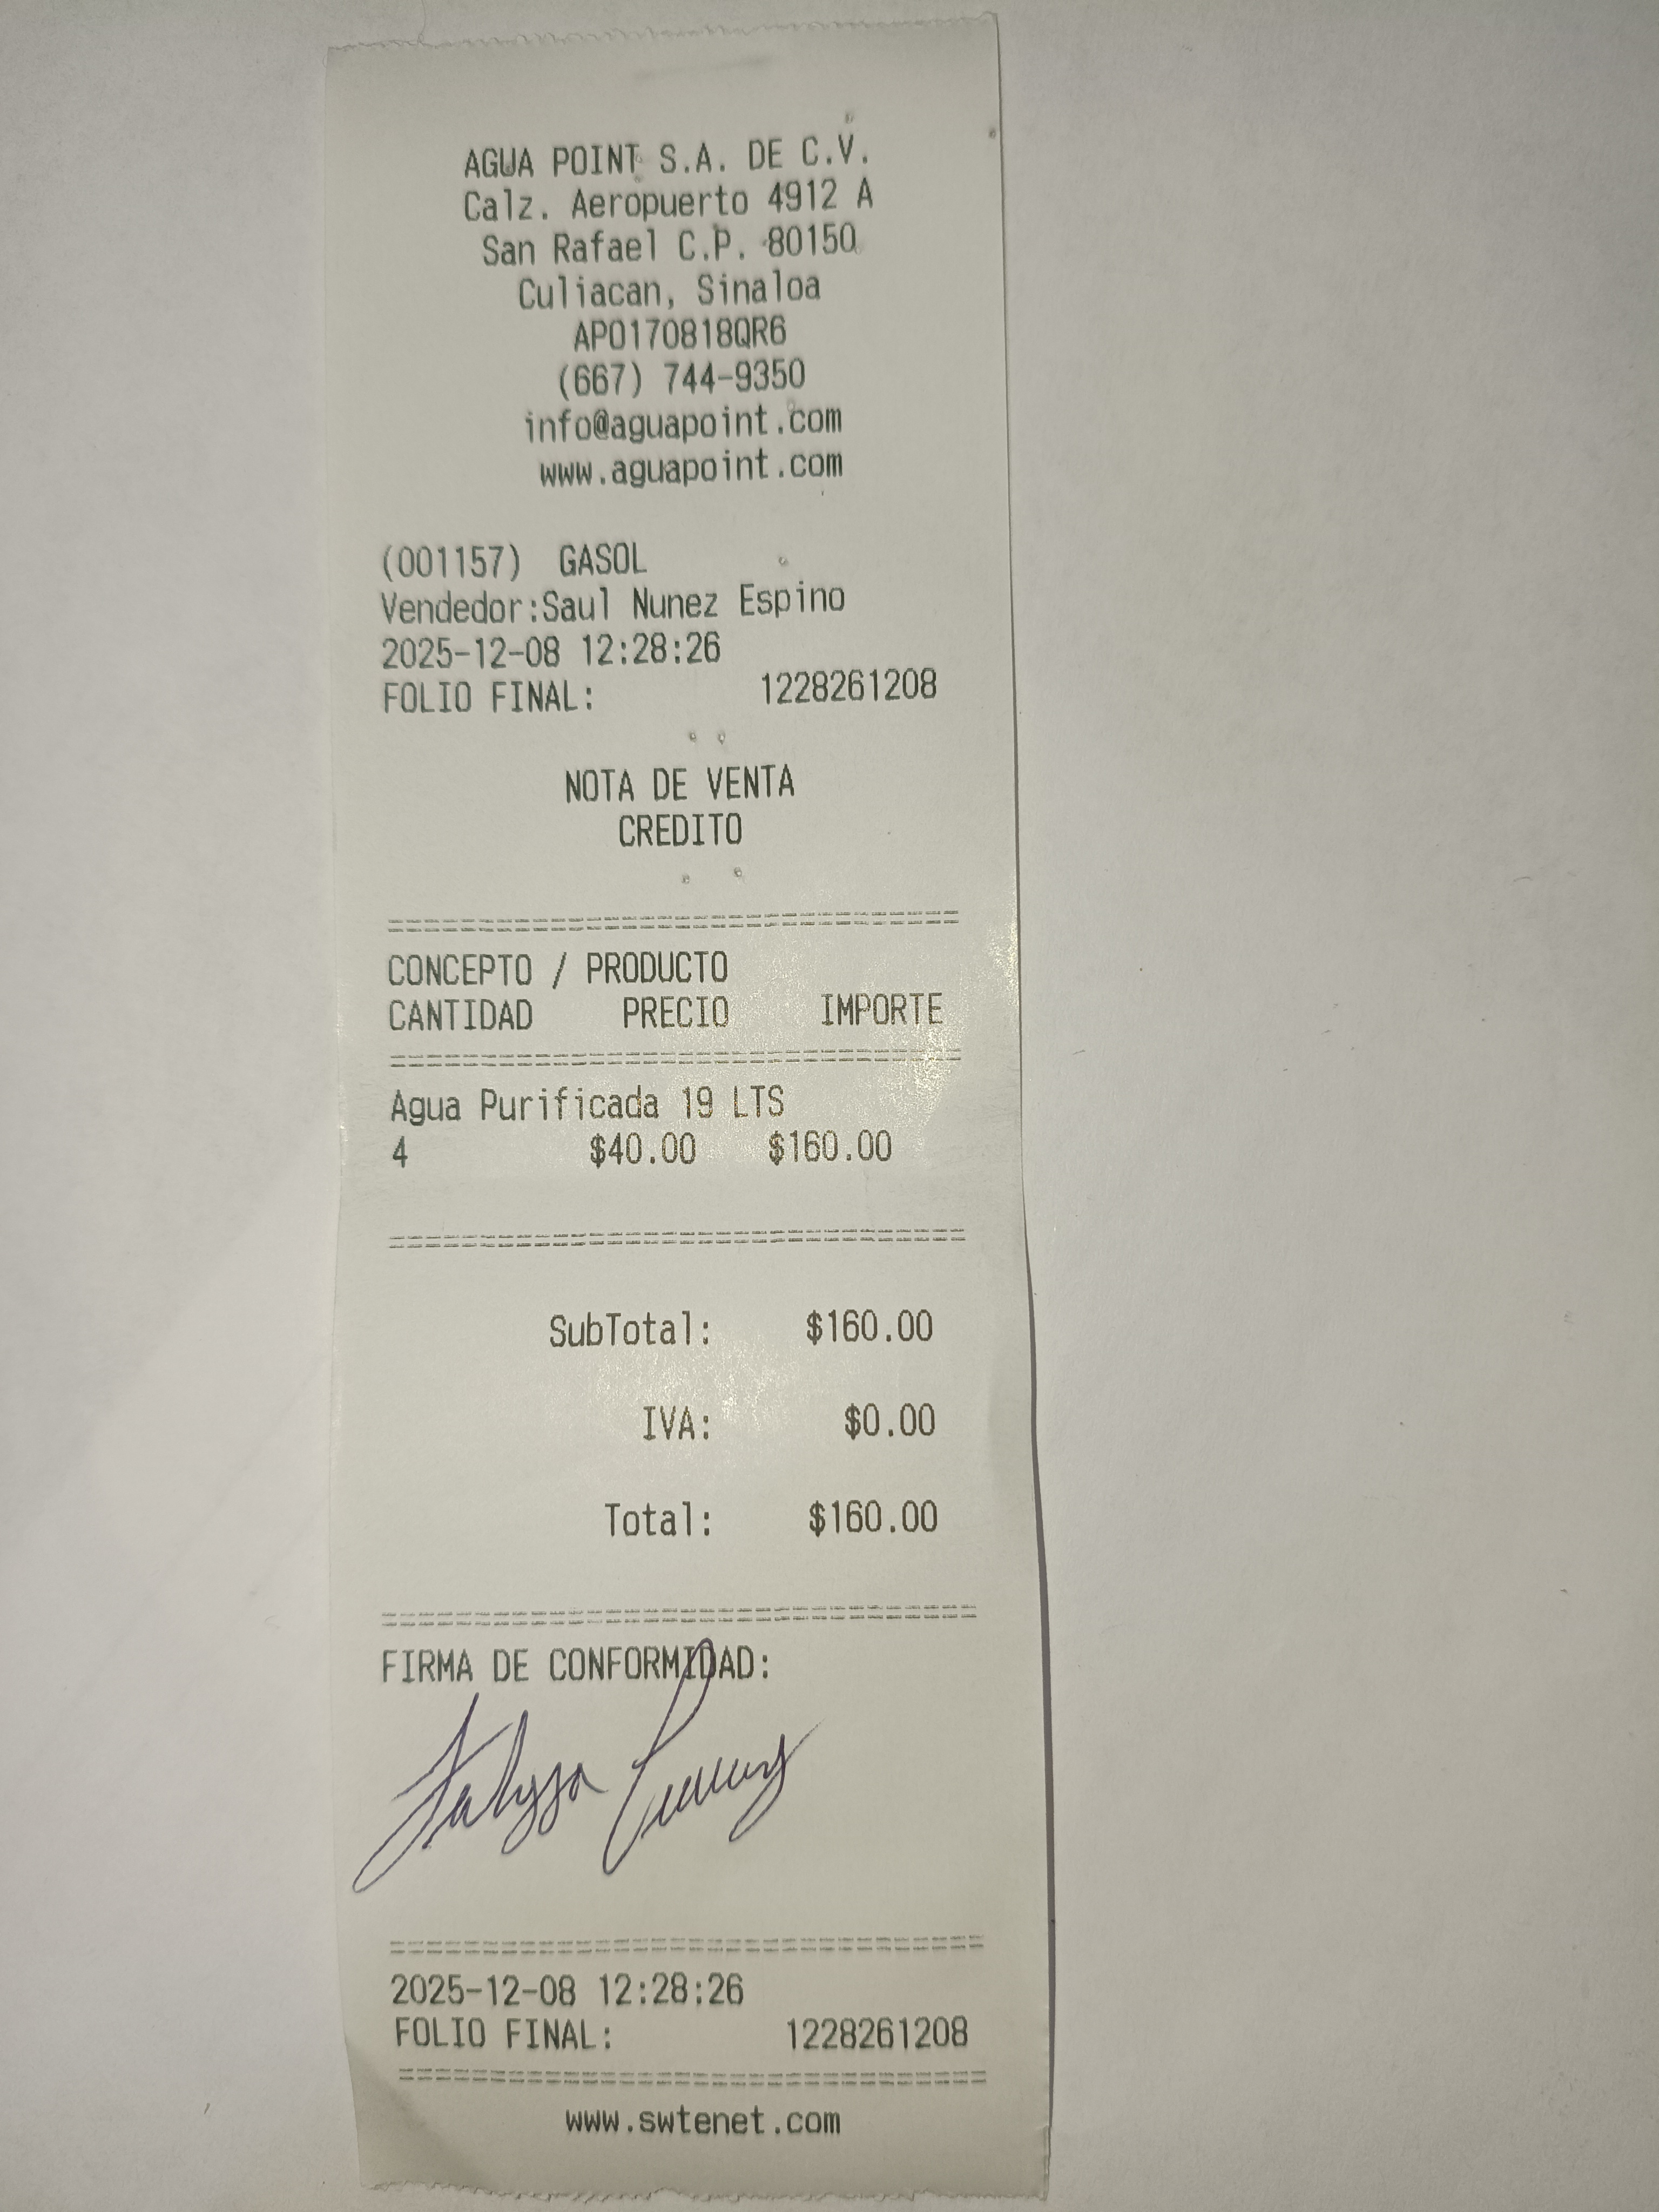 AGUA POINT S.A. DE C.V.
Calz. Aeropuerto 4912 A
San Rafael C.P. 80150
Culiacan, Sinaloa
APO170818QR6
(667) 744-9350
info@aguapoint.com
www.aguapoint.com
(001157) GASOL
Vendedor:Saul Nunez Espino
2025-12-08 12:28:26
FOLIO FINAL: 1228261208
NOTA DE VENTA
CREDITO
CONCEPTO / PRODUCTO
CANTIDAD PRECIO IMPORTE
Agua Purificada 19 LTS
4 $40.00 $160.00
SubTotal: $160.00
IVA: $0.00
Total: $160.00
FIRMA DE CONFORMIDAD:
2025-12-08 12:28:26
FOLIO FINAL: 1228261208
www.swtenet.com